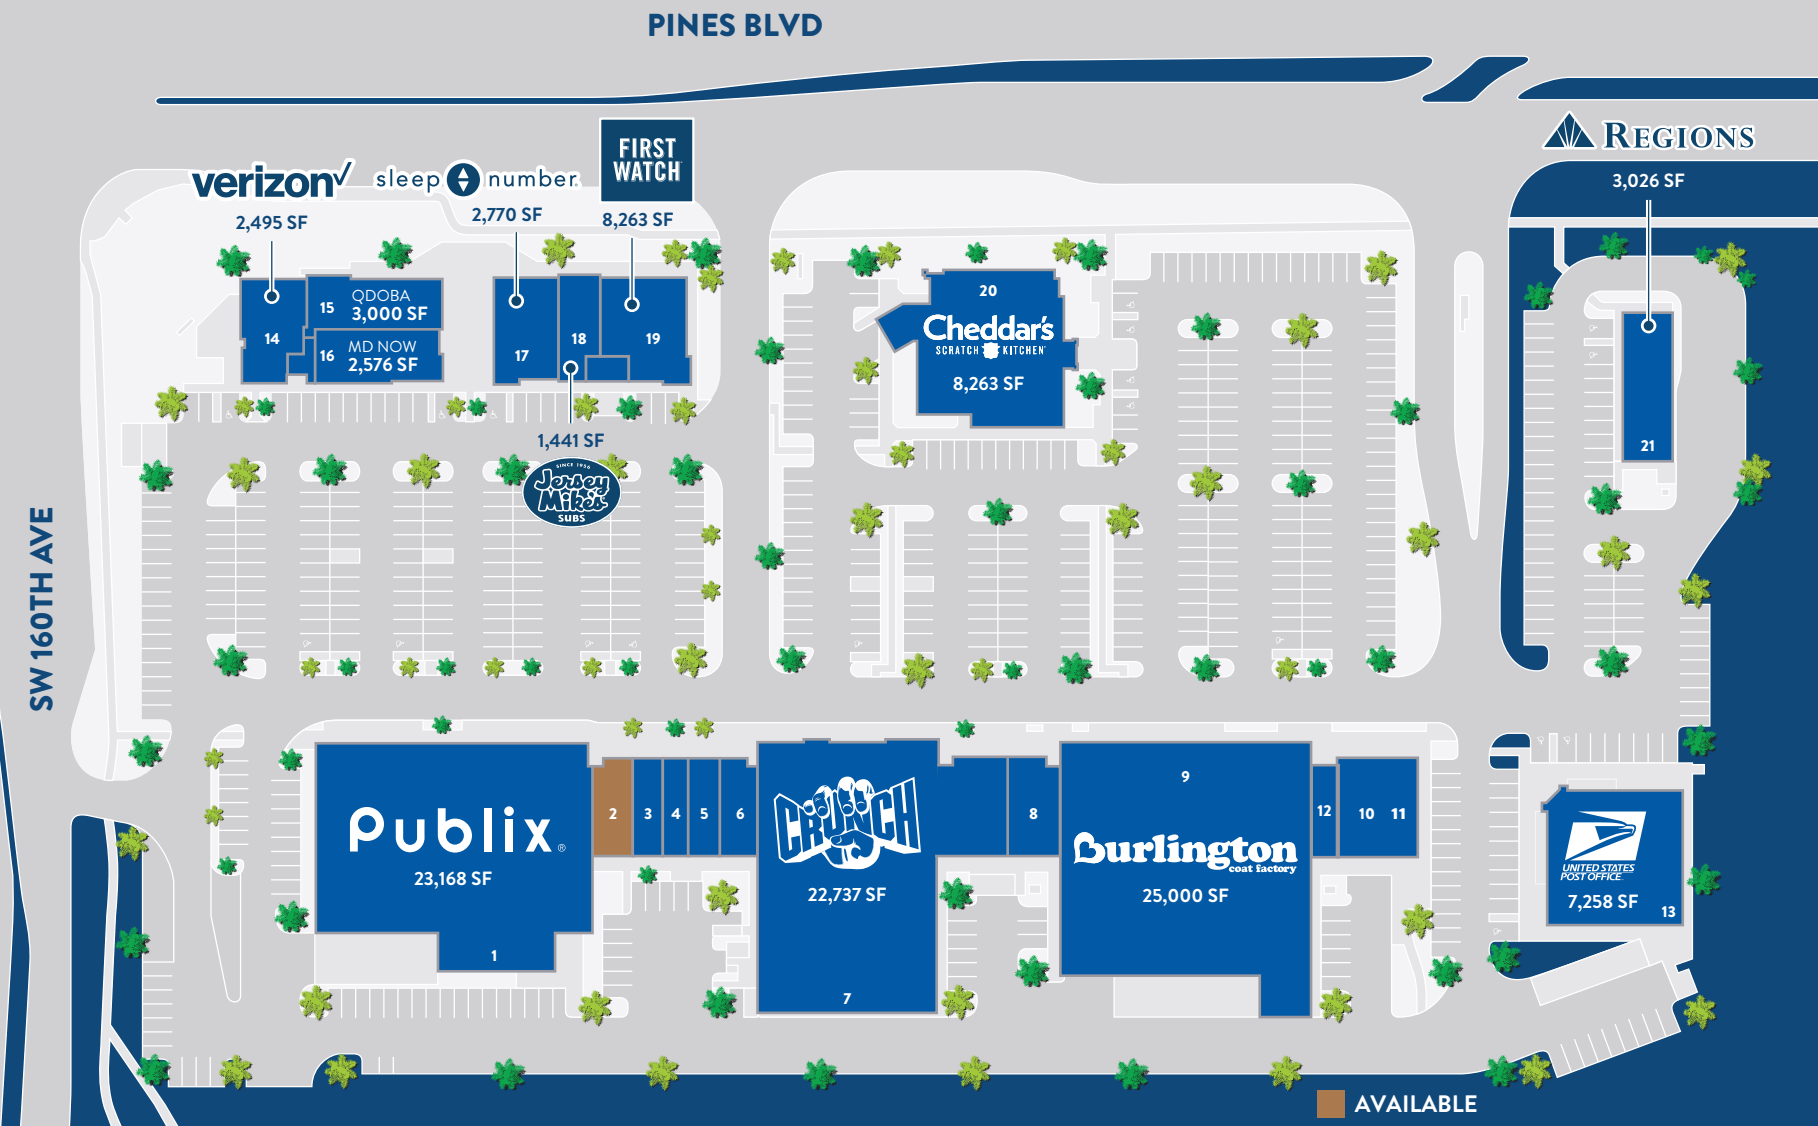 PINES BLVD
SW 160TH AVE
verizon
2,495 SF
sleep number
2,770 SF
FIRST
WATCH
8,263 SF
REGIONS
3,026 SF
14
15
QDOBA
3,000 SF
16
MD NOW
2,576 SF
17
18
19
1,441 SF
SINCE 1956
Jersey
Mike's
SUBS
20
Cheddar's
SCRATCH KITCHEN
8,263 SF
21
Publix®
23,168 SF
1
2
3
4
5
6
CRUNCH
22,737 SF
7
8
9
Burlington
coat factory
25,000 SF
12
10
11
UNITED STATES
POST OFFICE
7,258 SF
13
AVAILABLE